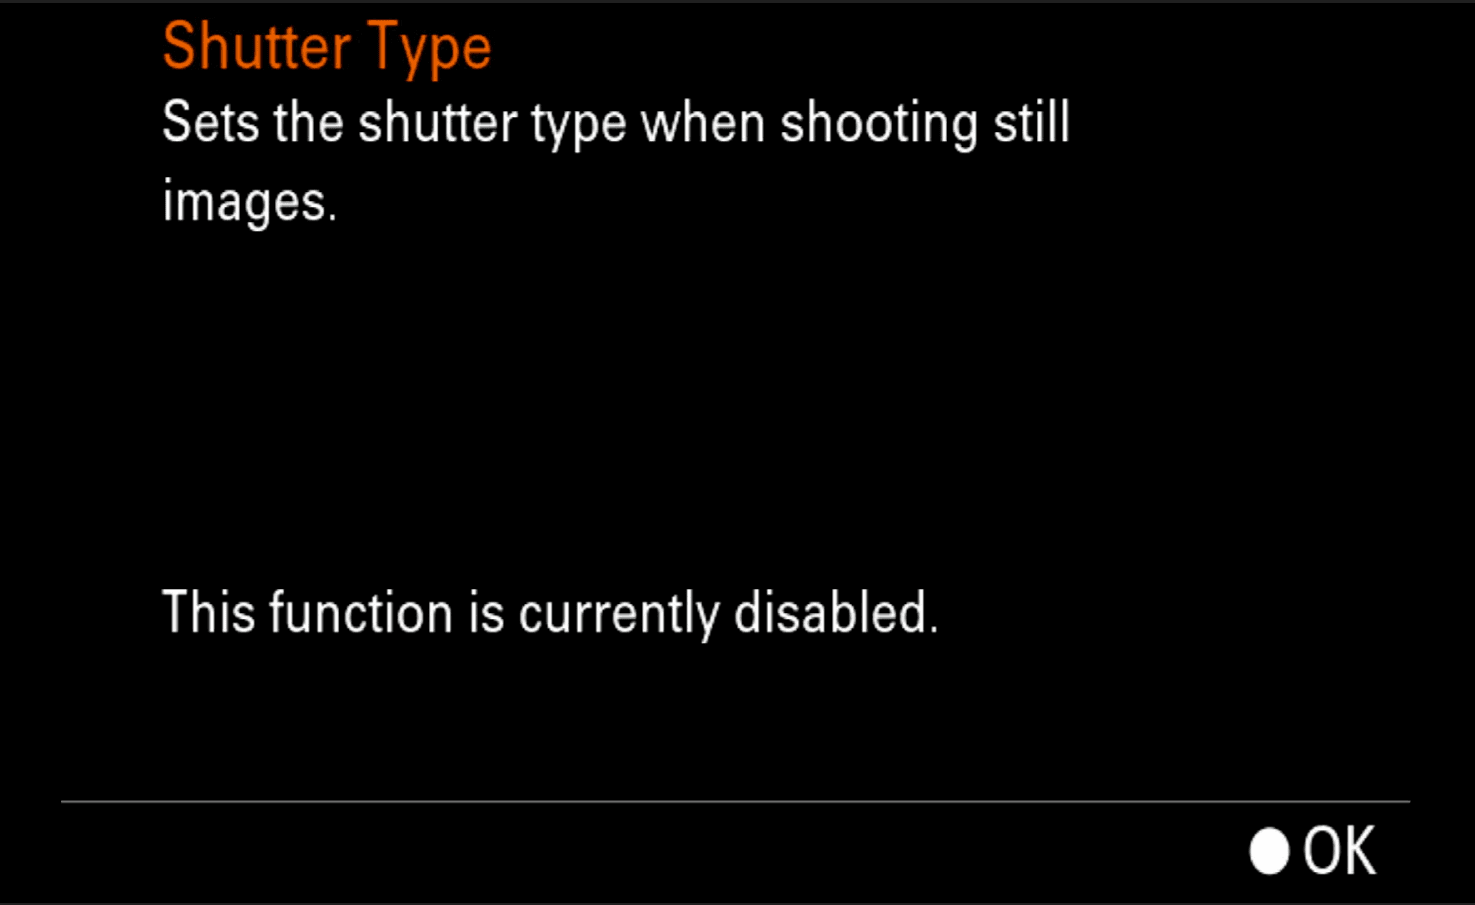 Shutter Type
Sets the shutter type when shooting still
images.
This function is currently disabled.
OK